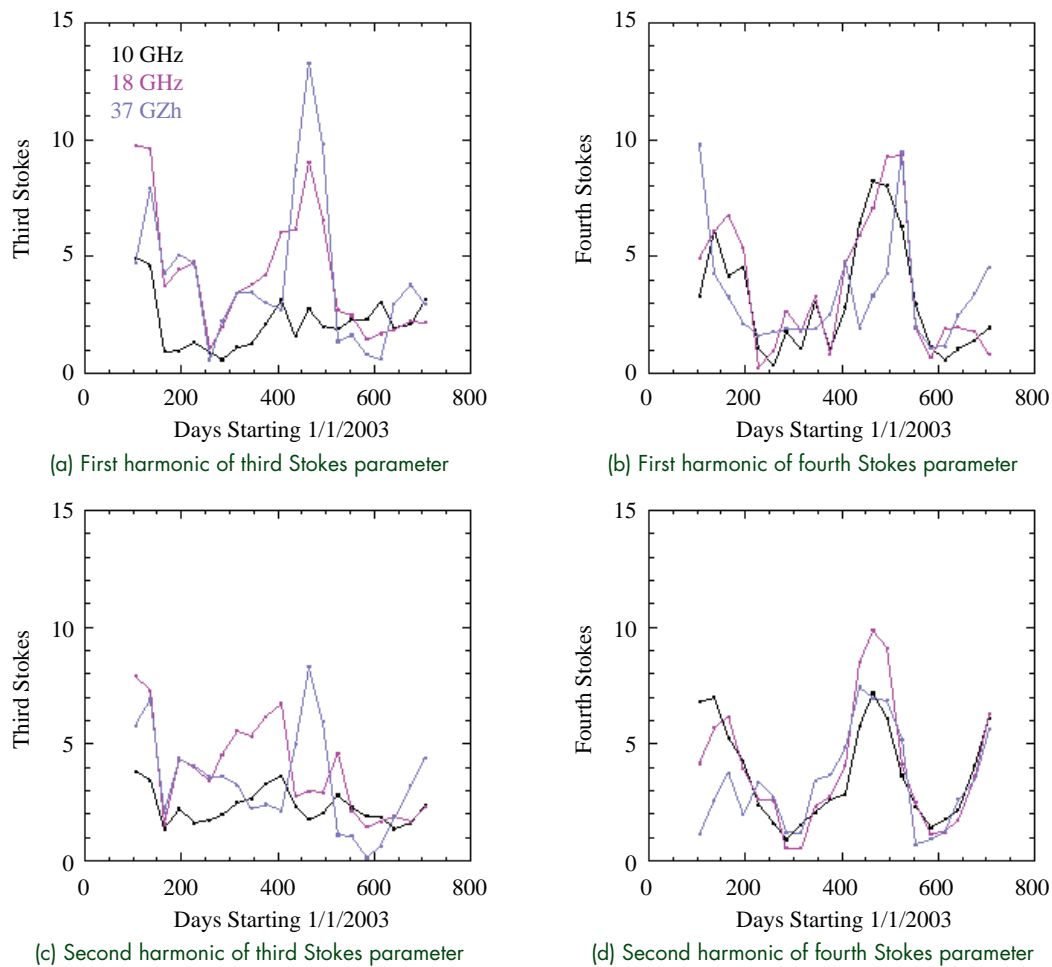 15
10
5
0
Third Stokes
10 GHz
18 GHz
37 GZh
0 200 400 600 800
Days Starting 1/1/2003
(a) First harmonic of third Stokes parameter
15
10
5
0
Fourth Stokes
0 200 400 600 800
Days Starting 1/1/2003
(b) First harmonic of fourth Stokes parameter
15
10
5
0
Third Stokes
0 200 400 600 800
Days Starting 1/1/2003
(c) Second harmonic of third Stokes parameter
15
10
5
0
Fourth Stokes
0 200 400 600 800
Days Starting 1/1/2003
(d) Second harmonic of fourth Stokes parameter